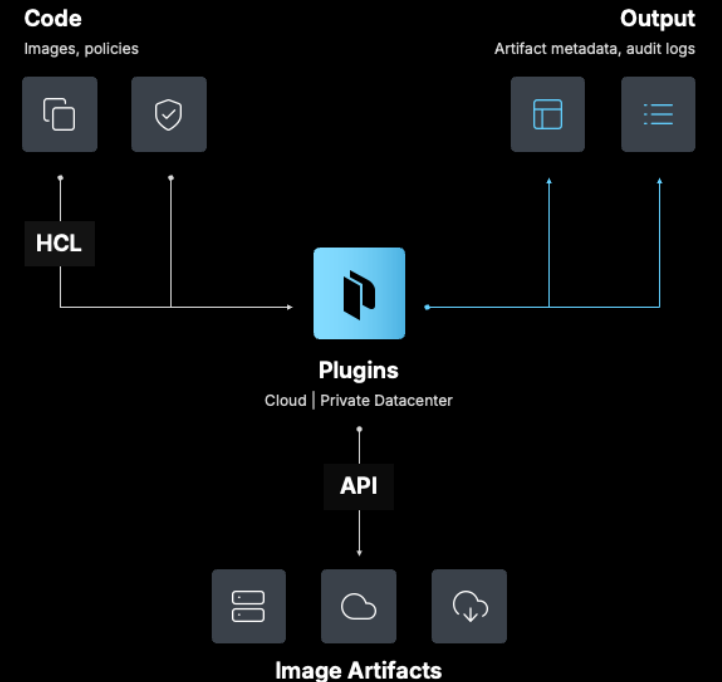 Code
Images, policies
Output
Artifact metadata, audit logs
HCL
Plugins
Cloud | Private Datacenter
API
Image Artifacts